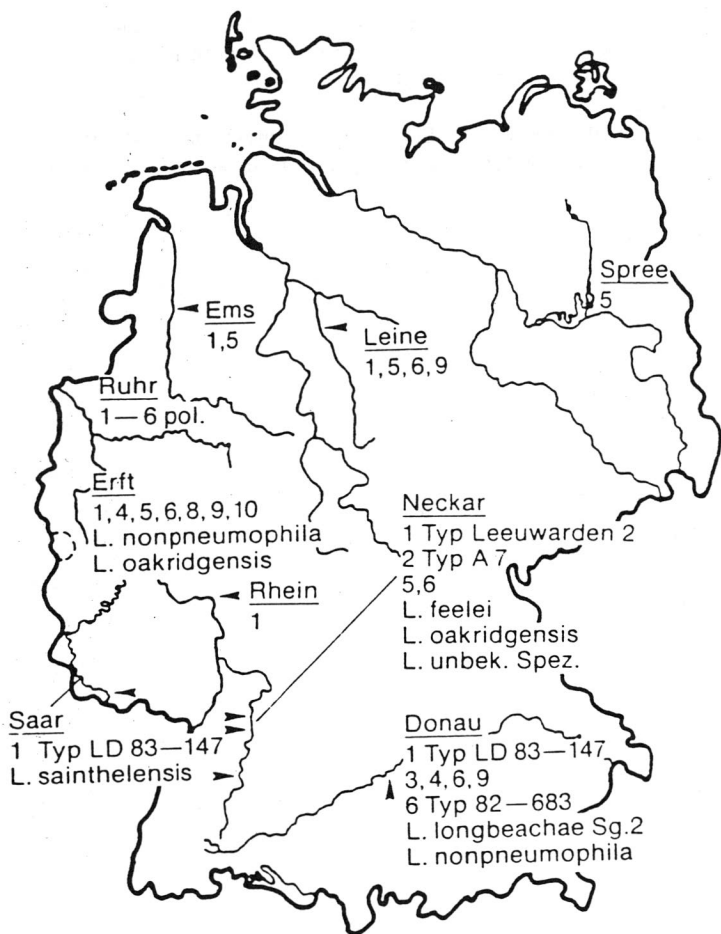 Spree
5
Ems
1,5
Leine
1,5,6,9
Ruhr
1—6 pol.
Erft
1,4,5,6,8,9,10
L. nonpneumophila
L. oakridgensis
Neckar
1 Typ Leeuwarden 2
2 Typ A 7
5,6
L. feelei
L. oakridgensis
L. unbek. Spez.
Rhein
1
Saar
1 Typ LD 83—147
L. sainthelensis
Donau
1 Typ LD 83—147
3,4,6,9
6 Typ 82—683
L. longbeachae Sg.2
L. nonpneumophila